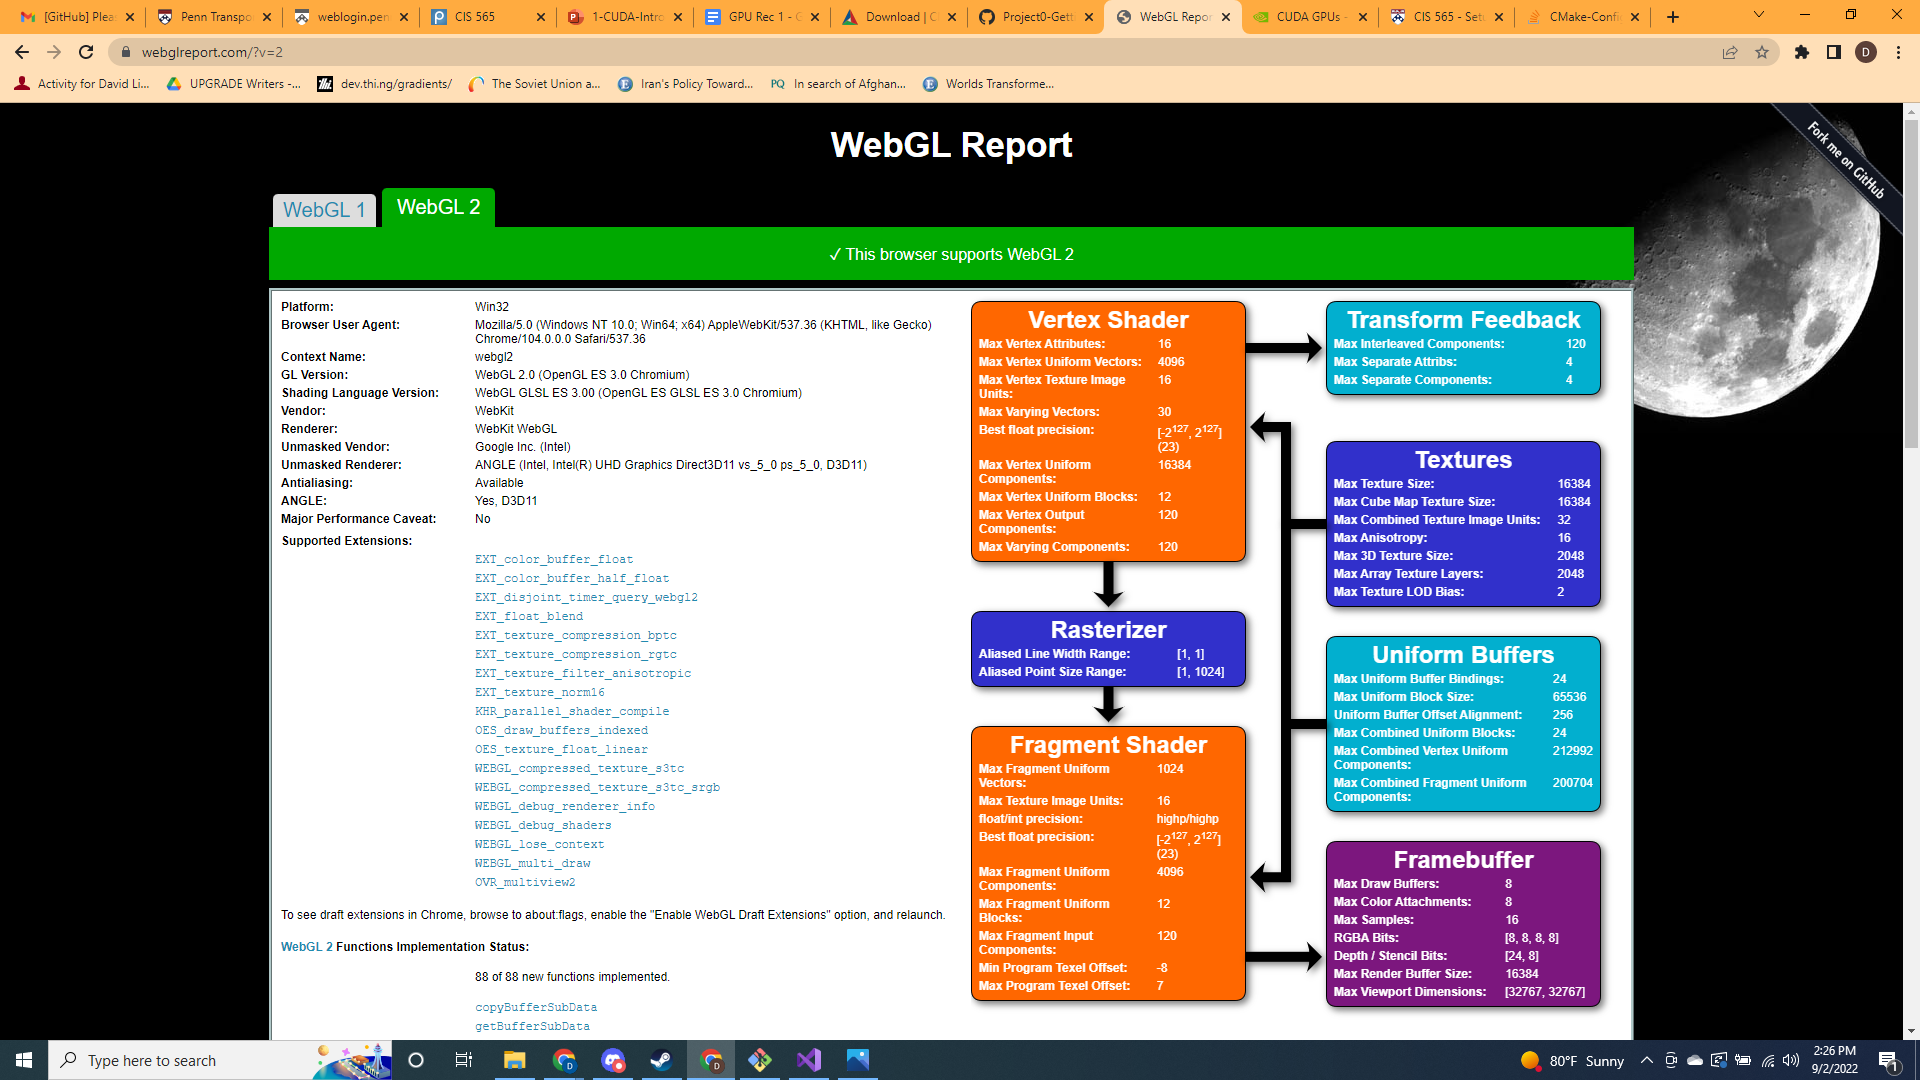 [GitHub] Plea
Penn Transpo
weblogin.pen
CIS 565
1-CUDA-Intro
GPU Rec 1 - G
Download | C
Project0-Gett
WebGL Repor
CUDA GPUs -
CIS 565 - Setu
CMake-Confi
webglreport.com/?v=2
D
Activity for David Li...
UPGRADE Writers -...
dev.thi.ng/gradients/
The Soviet Union a...
Iran's Policy Toward...
PQ In search of Afghan...
Worlds Transforme...
WebGL Report
Fork me on GitHub
WebGL 1
WebGL 2
✓ This browser supports WebGL 2
Platform: Win32
Browser User Agent: Mozilla/5.0 (Windows NT 10.0; Win64; x64) AppleWebKit/537.36 (KHTML, like Gecko)
Chrome/104.0.0.0 Safari/537.36
Context Name: webgl2
GL Version: WebGL 2.0 (OpenGL ES 3.0 Chromium)
Shading Language Version: WebGL GLSL ES 3.00 (OpenGL ES GLSL ES 3.0 Chromium)
Vendor: WebKit
Renderer: WebKit WebGL
Unmasked Vendor: Google Inc. (Intel)
Unmasked Renderer: ANGLE (Intel, Intel(R) UHD Graphics Direct3D11 vs_5_0 ps_5_0, D3D11)
Antialiasing: Available
ANGLE: Yes, D3D11
Major Performance Caveat: No
Supported Extensions:
EXT_color_buffer_float
EXT_color_buffer_half_float
EXT_disjoint_timer_query_webgl2
EXT_float_blend
EXT_texture_compression_bptc
EXT_texture_compression_rgtc
EXT_texture_filter_anisotropic
EXT_texture_norm16
KHR_parallel_shader_compile
OES_draw_buffers_indexed
OES_texture_float_linear
WEBGL_compressed_texture_s3tc
WEBGL_compressed_texture_s3tc_srgb
WEBGL_debug_renderer_info
WEBGL_debug_shaders
WEBGL_lose_context
WEBGL_multi_draw
OVR_multiview2
To see draft extensions in Chrome, browse to about:flags, enable the "Enable WebGL Draft Extensions" option, and relaunch.
WebGL 2 Functions Implementation Status:
88 of 88 new functions implemented.
copyBufferSubData
getBufferSubData
Vertex Shader
Max Vertex Attributes: 16
Max Vertex Uniform Vectors: 4096
Max Vertex Texture Image 16
Units:
Max Varying Vectors: 30
Best float precision: [-2^127, 2^127]
(23)
Max Vertex Uniform 16384
Components:
Max Vertex Uniform Blocks: 12
Max Vertex Output 120
Components:
Max Varying Components: 120
Rasterizer
Aliased Line Width Range: [1, 1]
Aliased Point Size Range: [1, 1024]
Fragment Shader
Max Fragment Uniform 1024
Vectors:
Max Texture Image Units: 16
float/int precision: highp/highp
Best float precision: [-2^127, 2^127]
(23)
Max Fragment Uniform 4096
Components:
Max Fragment Uniform 12
Blocks:
Max Fragment Input 120
Components:
Min Program Texel Offset: -8
Max Program Texel Offset: 7
Transform Feedback
Max Interleaved Components: 120
Max Separate Attribs: 4
Max Separate Components: 4
Textures
Max Texture Size: 16384
Max Cube Map Texture Size: 16384
Max Combined Texture Image Units: 32
Max Anisotropy: 16
Max 3D Texture Size: 2048
Max Array Texture Layers: 2048
Max Texture LOD Bias: 2
Uniform Buffers
Max Uniform Buffer Bindings: 24
Max Uniform Block Size: 65536
Uniform Buffer Offset Alignment: 256
Max Combined Uniform Blocks: 24
Max Combined Vertex Uniform 212992
Components:
Max Combined Fragment Uniform 200704
Components:
Framebuffer
Max Draw Buffers: 8
Max Color Attachments: 8
Max Samples: 16
RGBA Bits: [8, 8, 8, 8]
Depth / Stencil Bits: [24, 8]
Max Render Buffer Size: 16384
Max Viewport Dimensions: [32767, 32767]
Type here to search
80°F Sunny
2:26 PM
9/2/2022
1